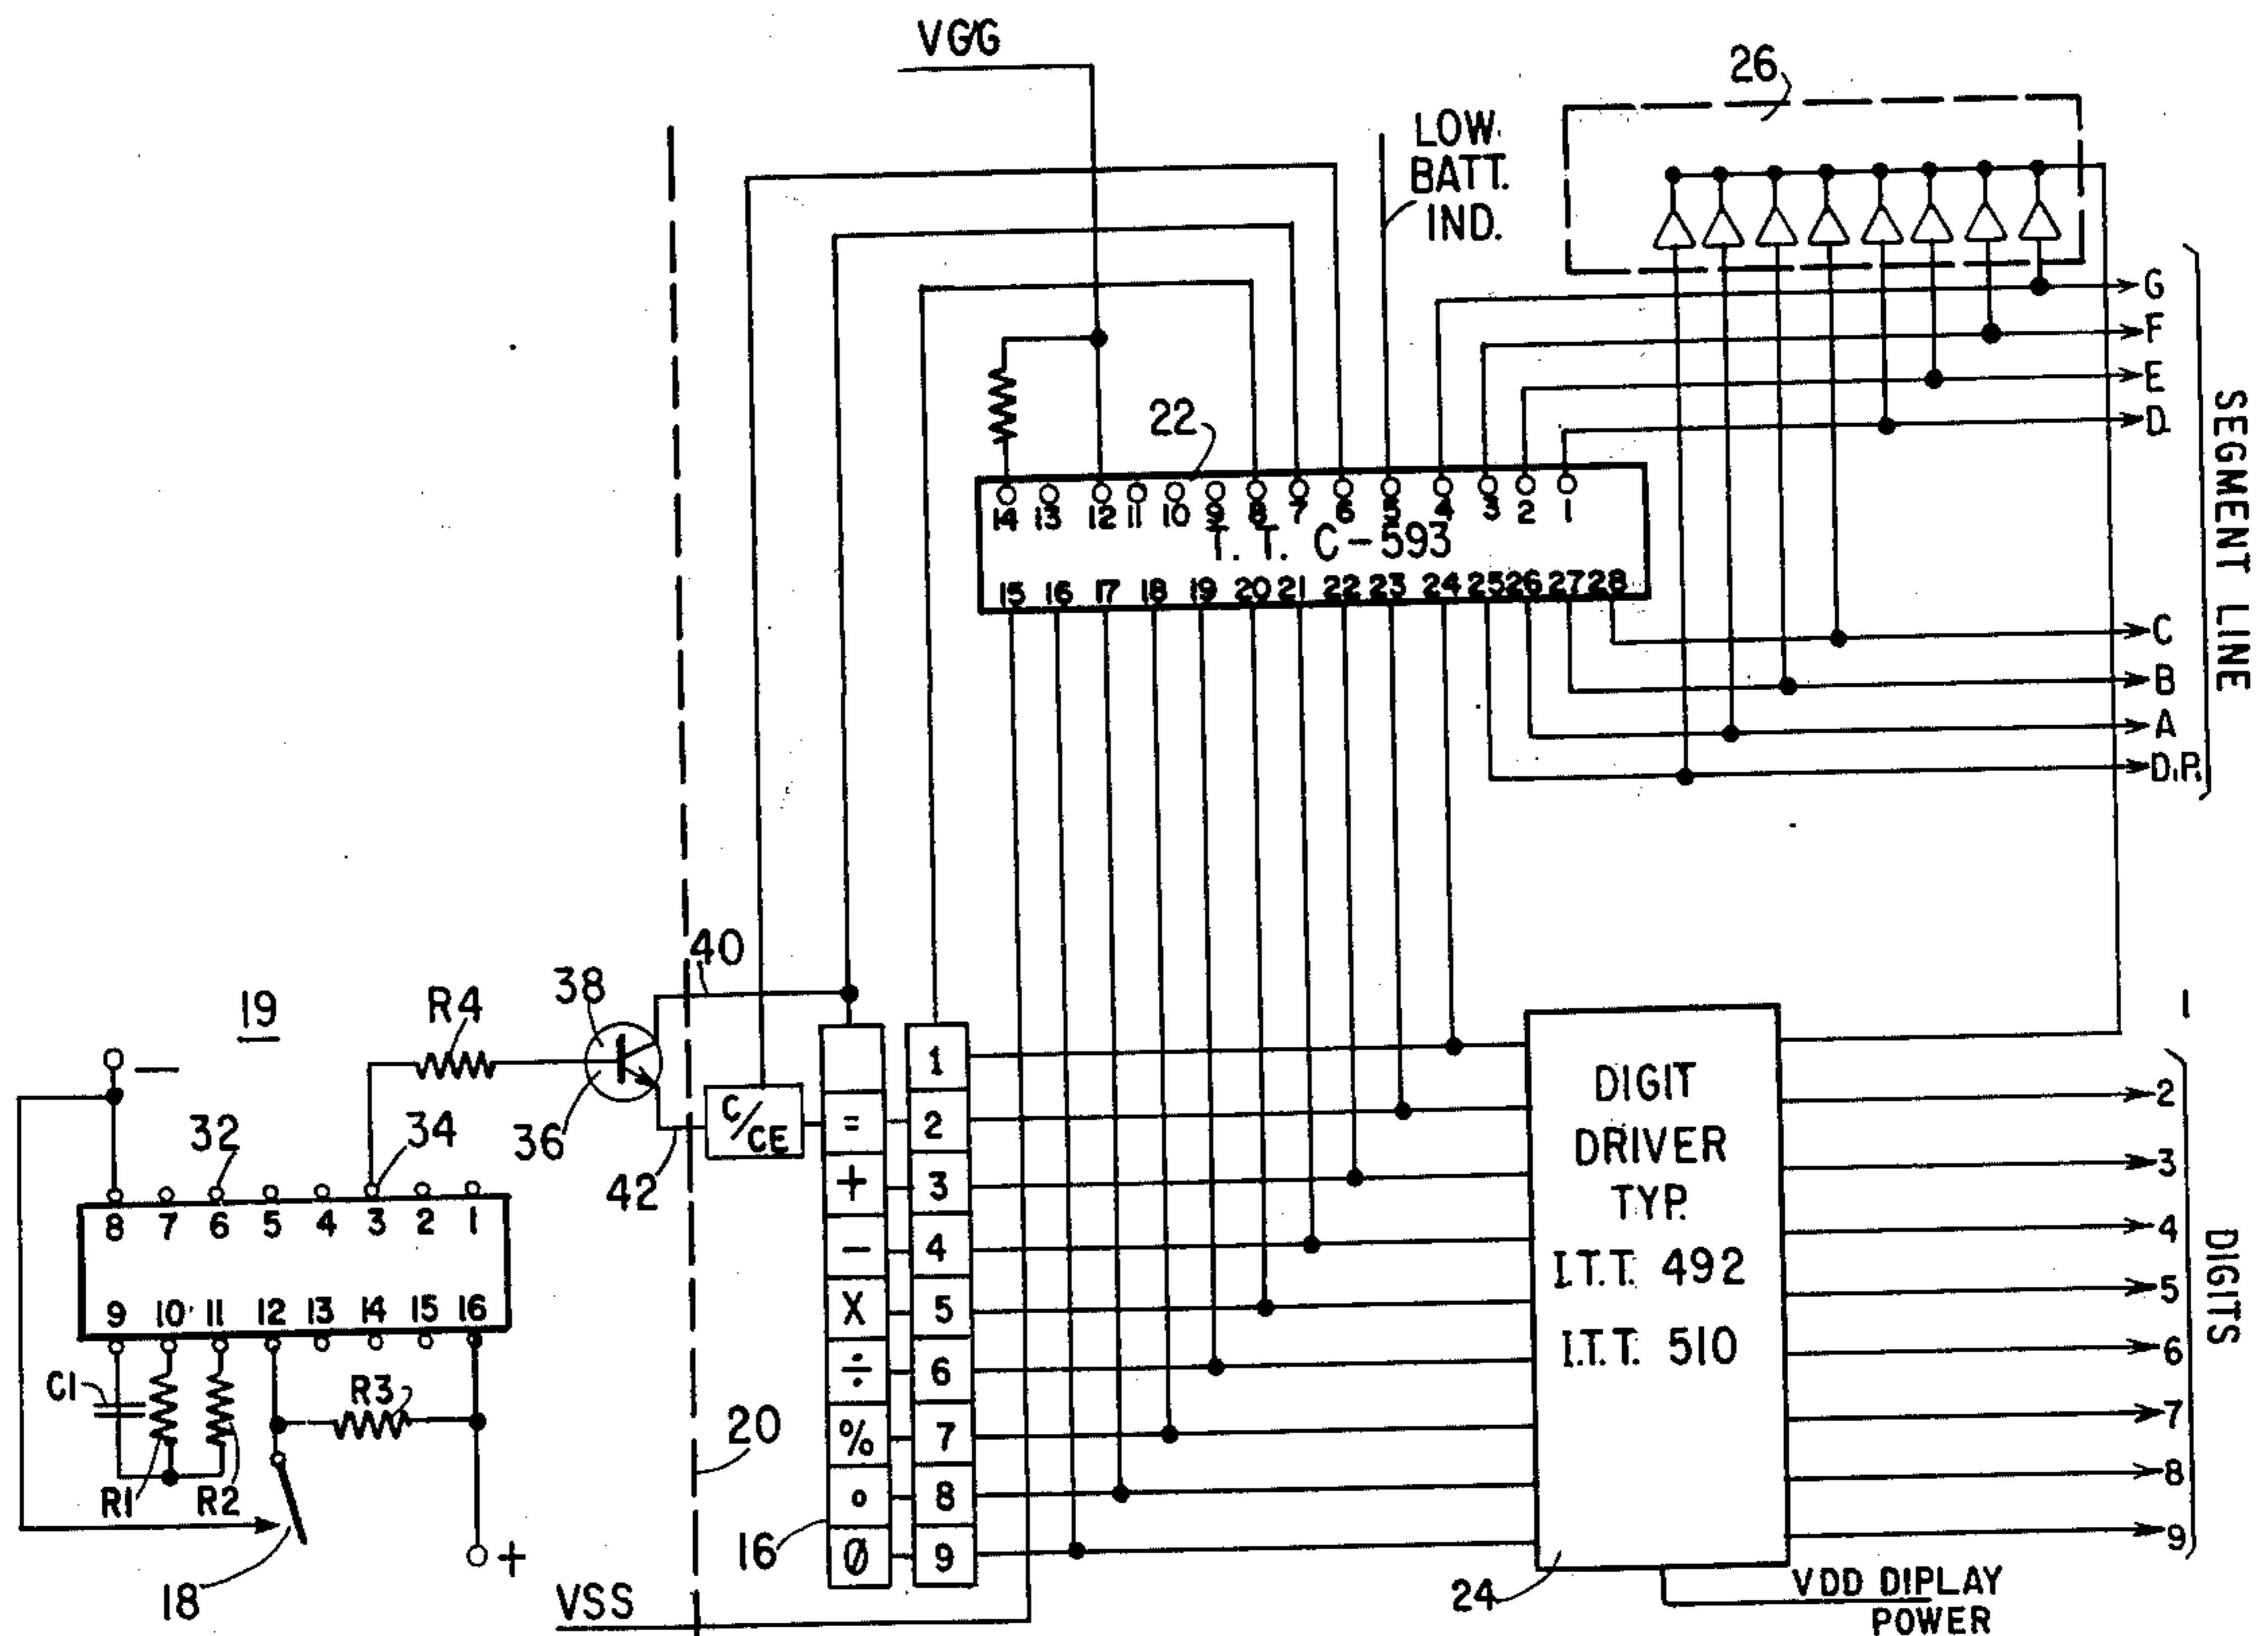 VGG
26
LOW
BATT.
IND.
G
F
E
D
22
14 13 12 11 10 9 8 7 6 5 4 3 2 1
T. T. C-593
15 16 17 18 19 20 21 22 23 24 25 26 27 28
C
B
A
D.P.
SEGMENT LINE
40
38
R4
19
−
36
42
32
34
8 7 6 5 4 3 2 1
9 10 11 12 13 14 15 16
C1
R1
R2
R3
18
+
20
16
VSS
C/CE
= 
+
−
X
÷
%
o
Ø
1
2
3
4
5
6
7
8
9
DIGIT
DRIVER
TYP.
I.T.T. 492
I.T.T. 510
24
VDD DIPLAY
POWER
1
2
3
4
5
6
7
8
9
DIGITS